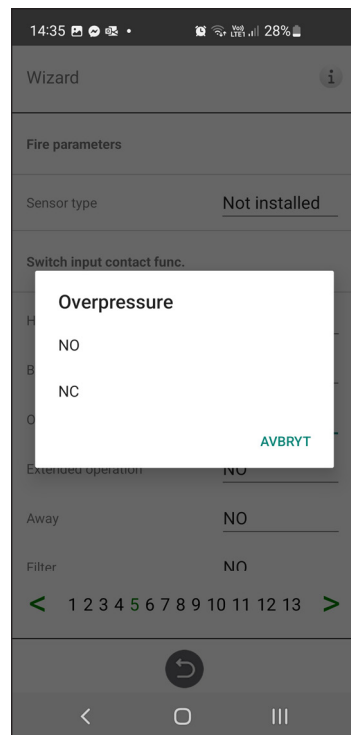 14:35
Vo)) LTE1 28%
Wizard
i
Fire parameters
Sensor type Not installed
Switch input contact func.
Overpressure
NO
NC
AVBRYT
H
B
O
Extended operation NO
Away NO
Filter NO
< 1 2 3 4 5 6 7 8 9 10 11 12 13 >